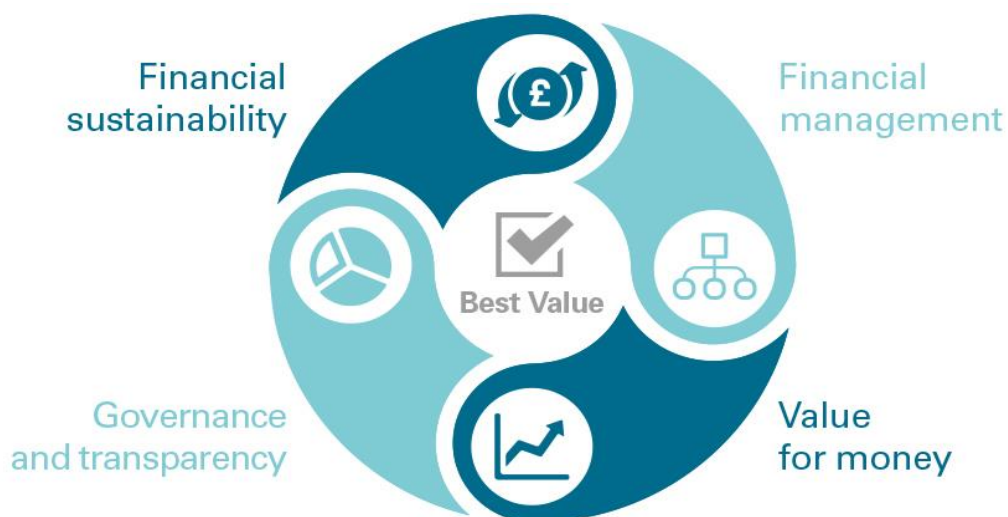 Financial
sustainability
Financial
management
£
Best Value
Governance
and transparency
Value
for money